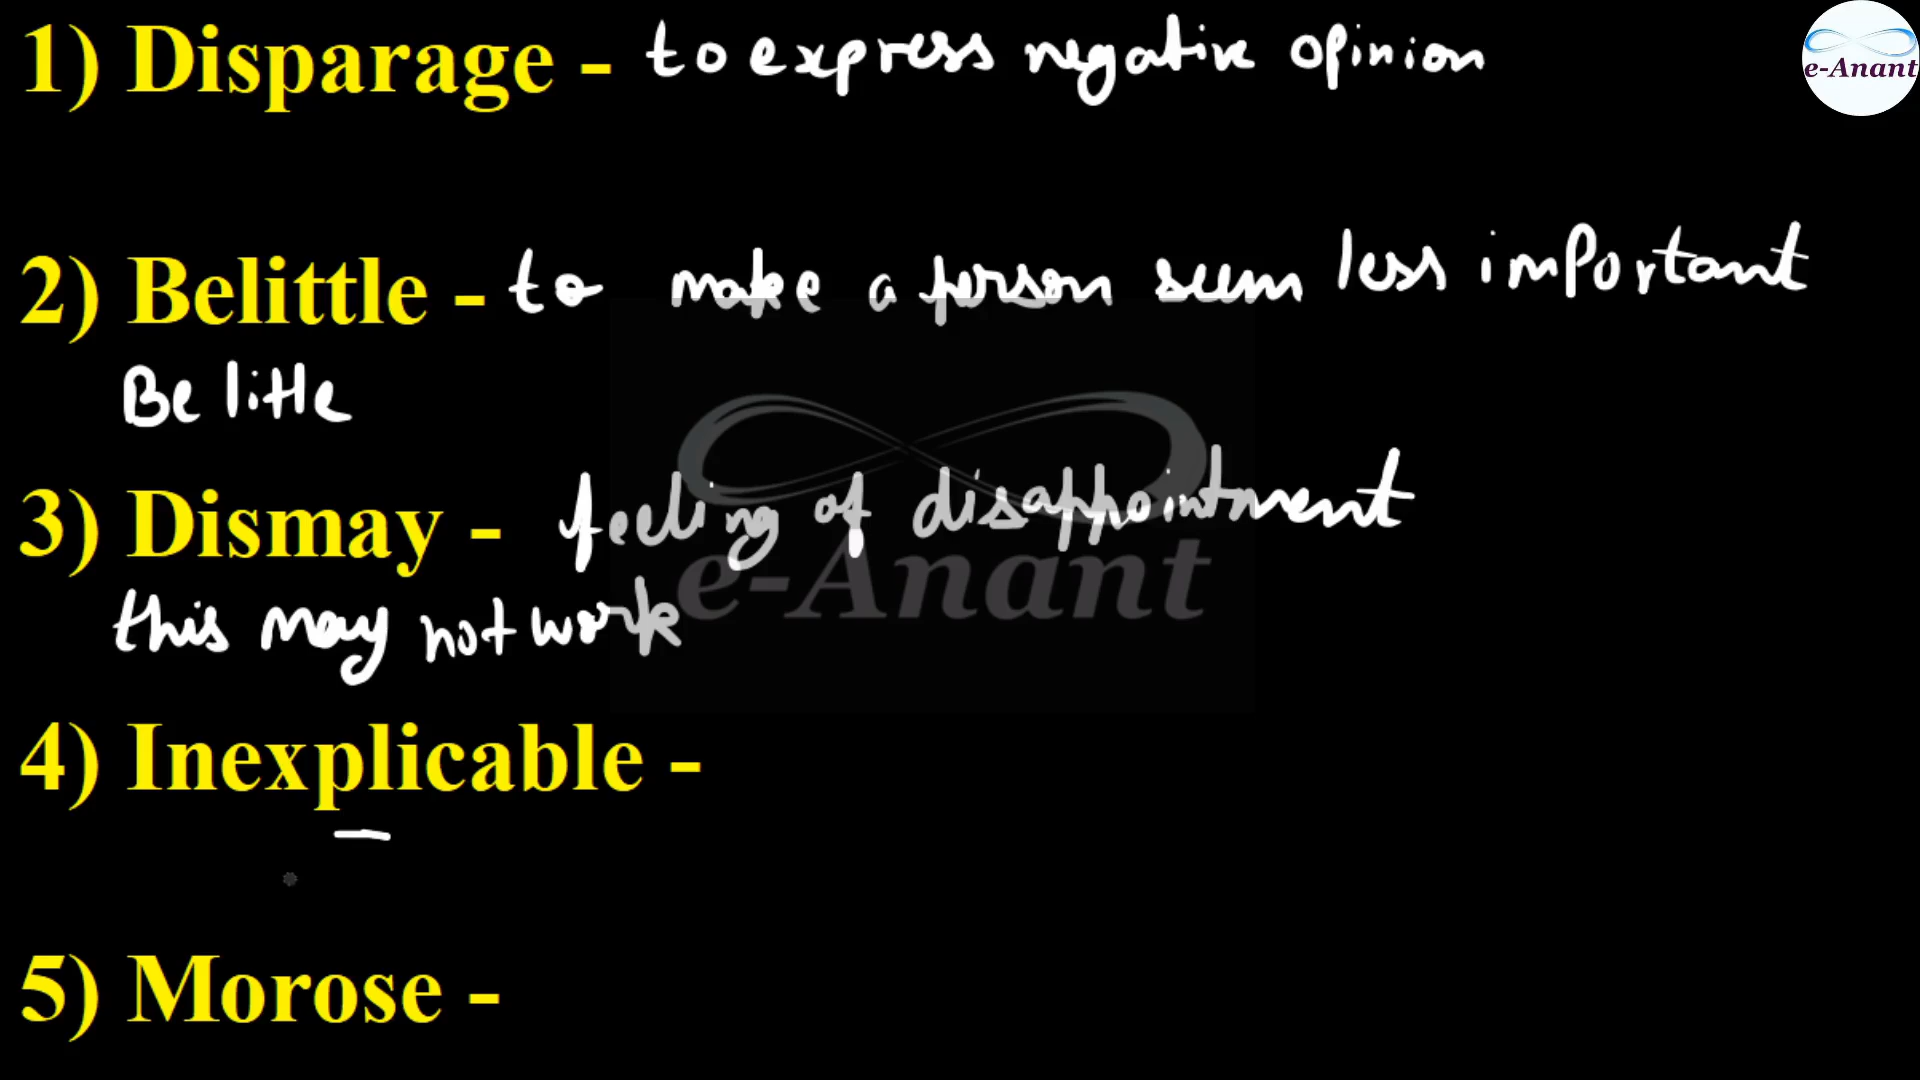 1) Disparage - to express negative opinion
e-Anant
2) Belittle - to make a person seem less important
Be little
3) Dismay - feeling of disappointment
e-Anant
this may not work
4) Inexplicable -
5) Morose -